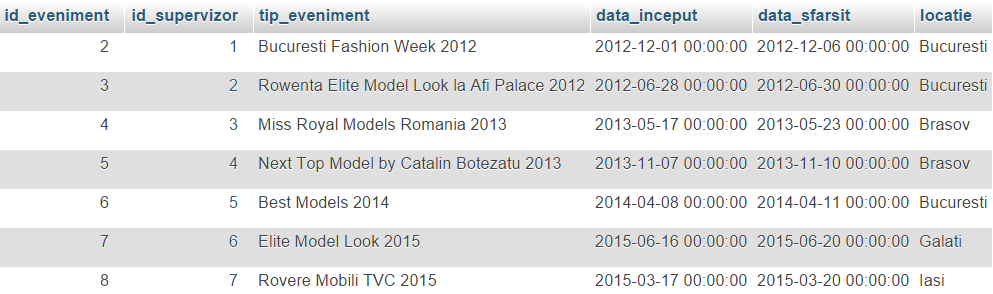 id_eveniment id_supervizor tip_eveniment data_inceput data_sfarsit locatie
2 1 Bucuresti Fashion Week 2012 2012-12-01 00:00:00 2012-12-06 00:00:00 Bucuresti
3 2 Rowenta Elite Model Look la Afi Palace 2012 2012-06-28 00:00:00 2012-06-30 00:00:00 Bucuresti
4 3 Miss Royal Models Romania 2013 2013-05-17 00:00:00 2013-05-23 00:00:00 Brasov
5 4 Next Top Model by Catalin Botezatu 2013 2013-11-07 00:00:00 2013-11-10 00:00:00 Brasov
6 5 Best Models 2014 2014-04-08 00:00:00 2014-04-11 00:00:00 Bucuresti
7 6 Elite Model Look 2015 2015-06-16 00:00:00 2015-06-20 00:00:00 Galati
8 7 Rovere Mobili TVC 2015 2015-03-17 00:00:00 2015-03-20 00:00:00 Iasi